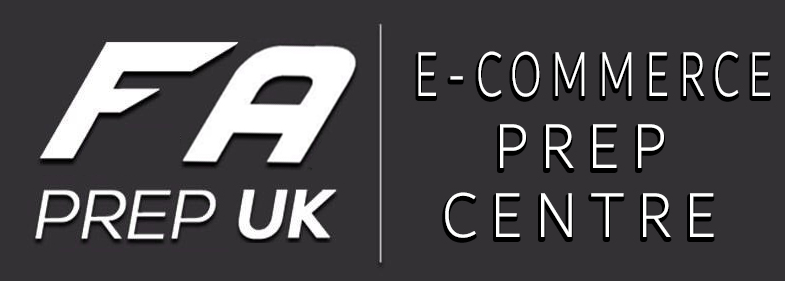 FA
PREP UK
E-COMMERCE
PREP
CENTRE